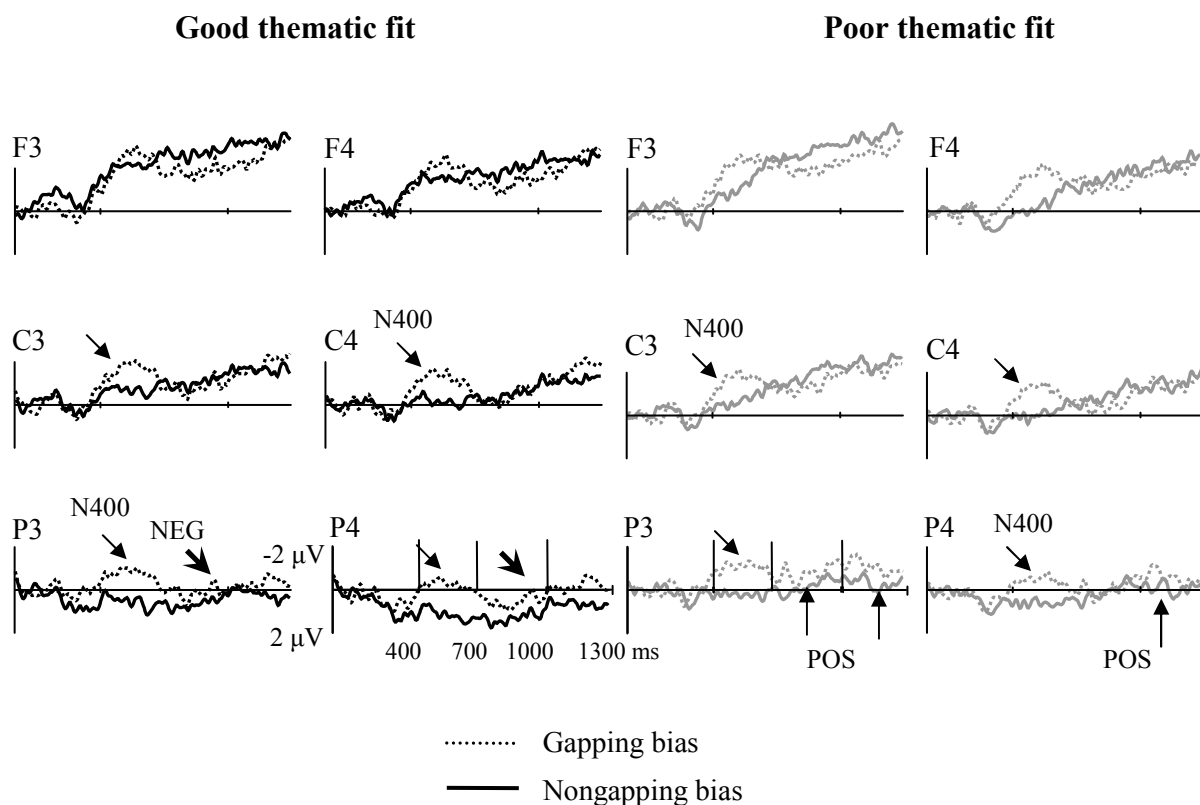 Good thematic fit Poor thematic fit
F3 F4 F3 F4
C3 N400 C4 N400 C3 C4
P3 N400 NEG -2 μV P4 P3 P4 N400
2 μV 400 700 1000 1300 ms POS POS
Gapping bias
Nongapping bias